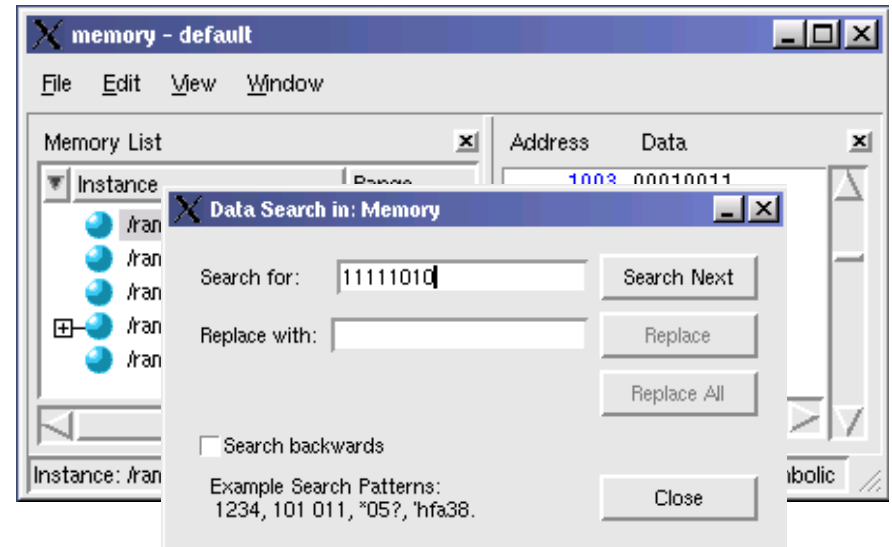 memory - default
File Edit View Window
Memory List
Address Data
Instance Range
1003 00010011
/ran
/ran
/ran
/ran
/ran
Data Search in: Memory
Search for: 11111010 Search Next
Replace with: Replace
Replace All
Search backwards
Example Search Patterns:
1234, 101 011, *05?, 'hfa38.
Close
Instance: /ran
bolic